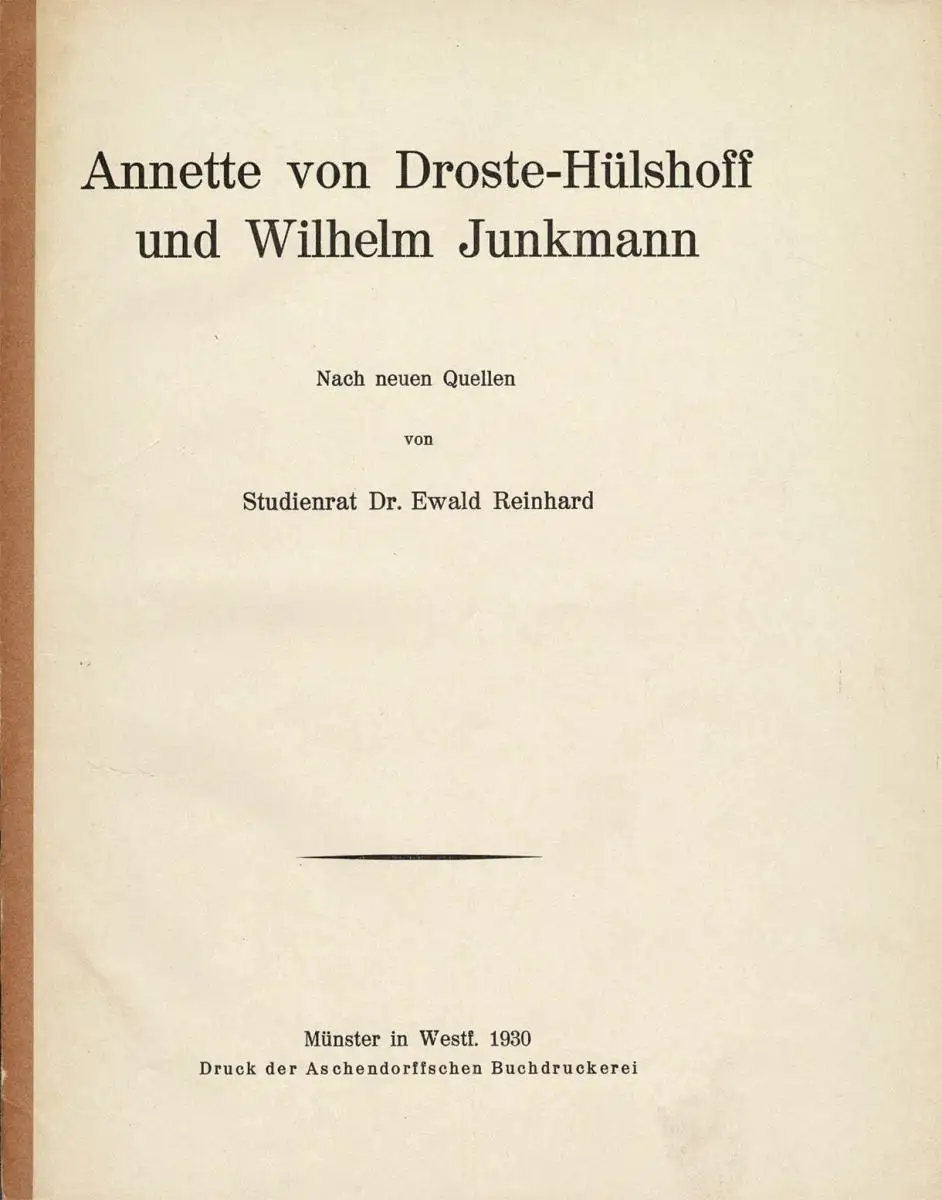 Annette von Droste-Hülshoff
und Wilhelm Junkmann
Nach neuen Quellen
von
Studienrat Dr. Ewald Reinhard
Münster in Westf. 1930
Druck der Aschendorffschen Buchdruckerei